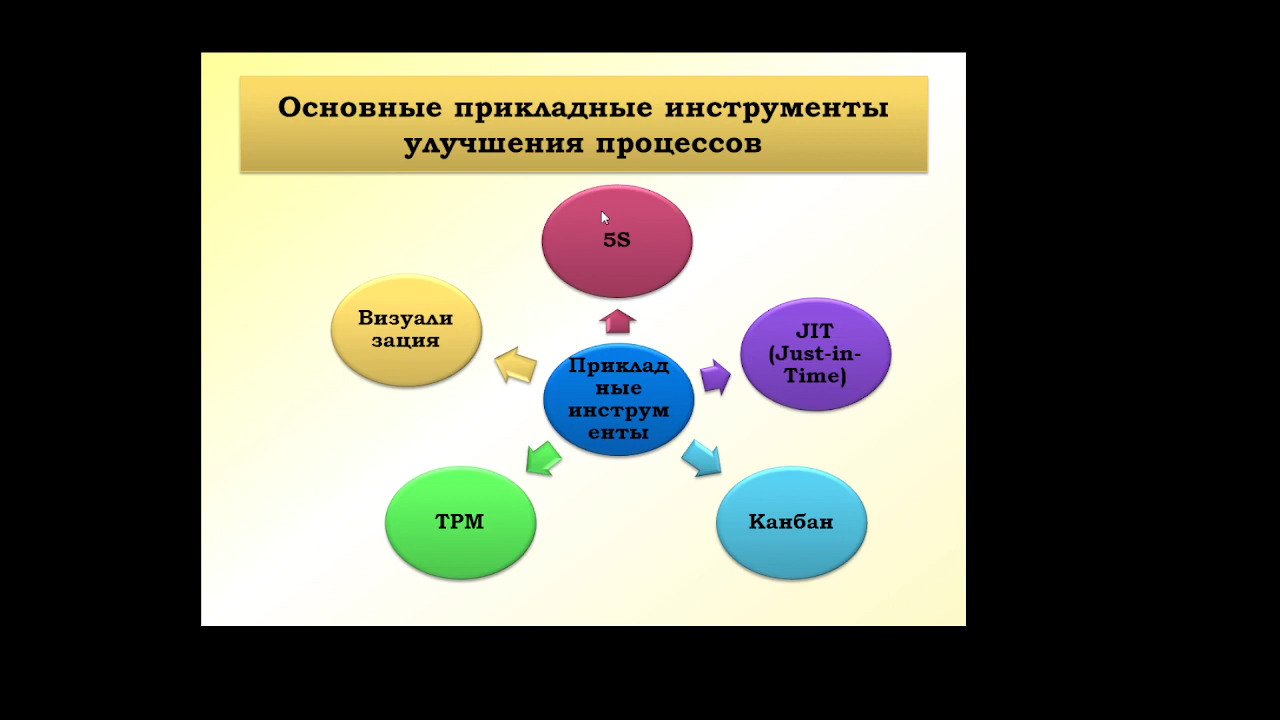 Основные прикладные инструменты
улучшения процессов
5S
Визуали
зация
JIT
(Just-in-
Time)
Приклад
ные
инструм
енты
TPM
Канбан